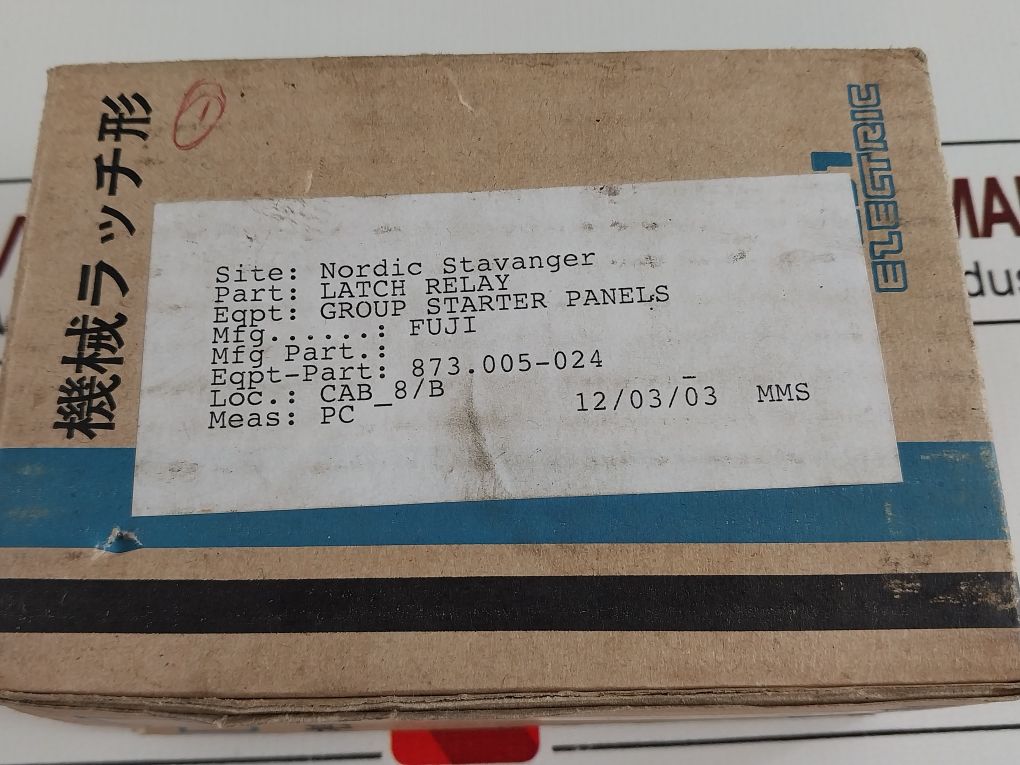 機械ラッチ形
1
ELECTRIC
Site: Nordic Stavanger
Part: LATCH RELAY
Eqpt: GROUP STARTER PANELS
Mfg......: FUJI
Mfg Part.:
Eqpt-Part: 873.005-024
Loc.: CAB_8/B 12/03/03 MMS
Meas: PC